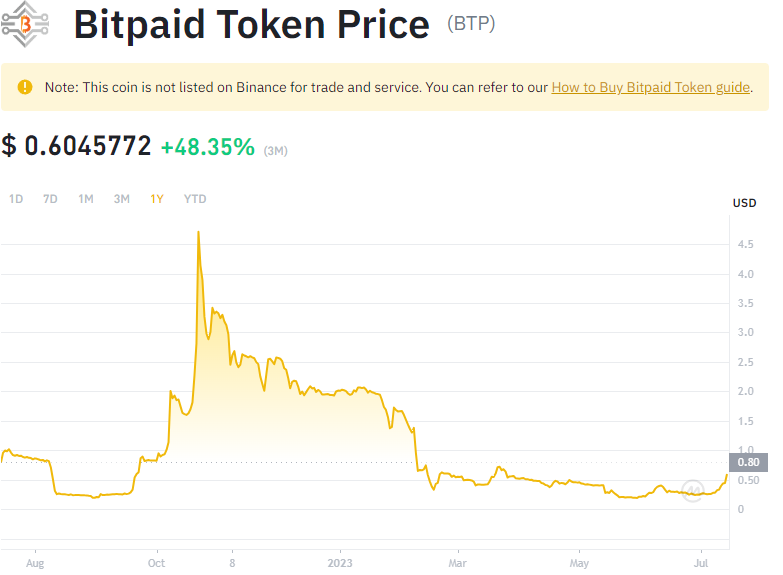 Bitpaid Token Price (BTP)
Note: This coin is not listed on Binance for trade and service. You can refer to our How to Buy Bitpaid Token guide.
$ 0.6045772 +48.35% (3M)
1D 7D 1M 3M 1Y YTD
USD
4.5
4.0
3.5
3.0
2.5
2.0
1.5
1.0
0.80
0.50
0
Aug Oct 8 2023 Mar May Jul